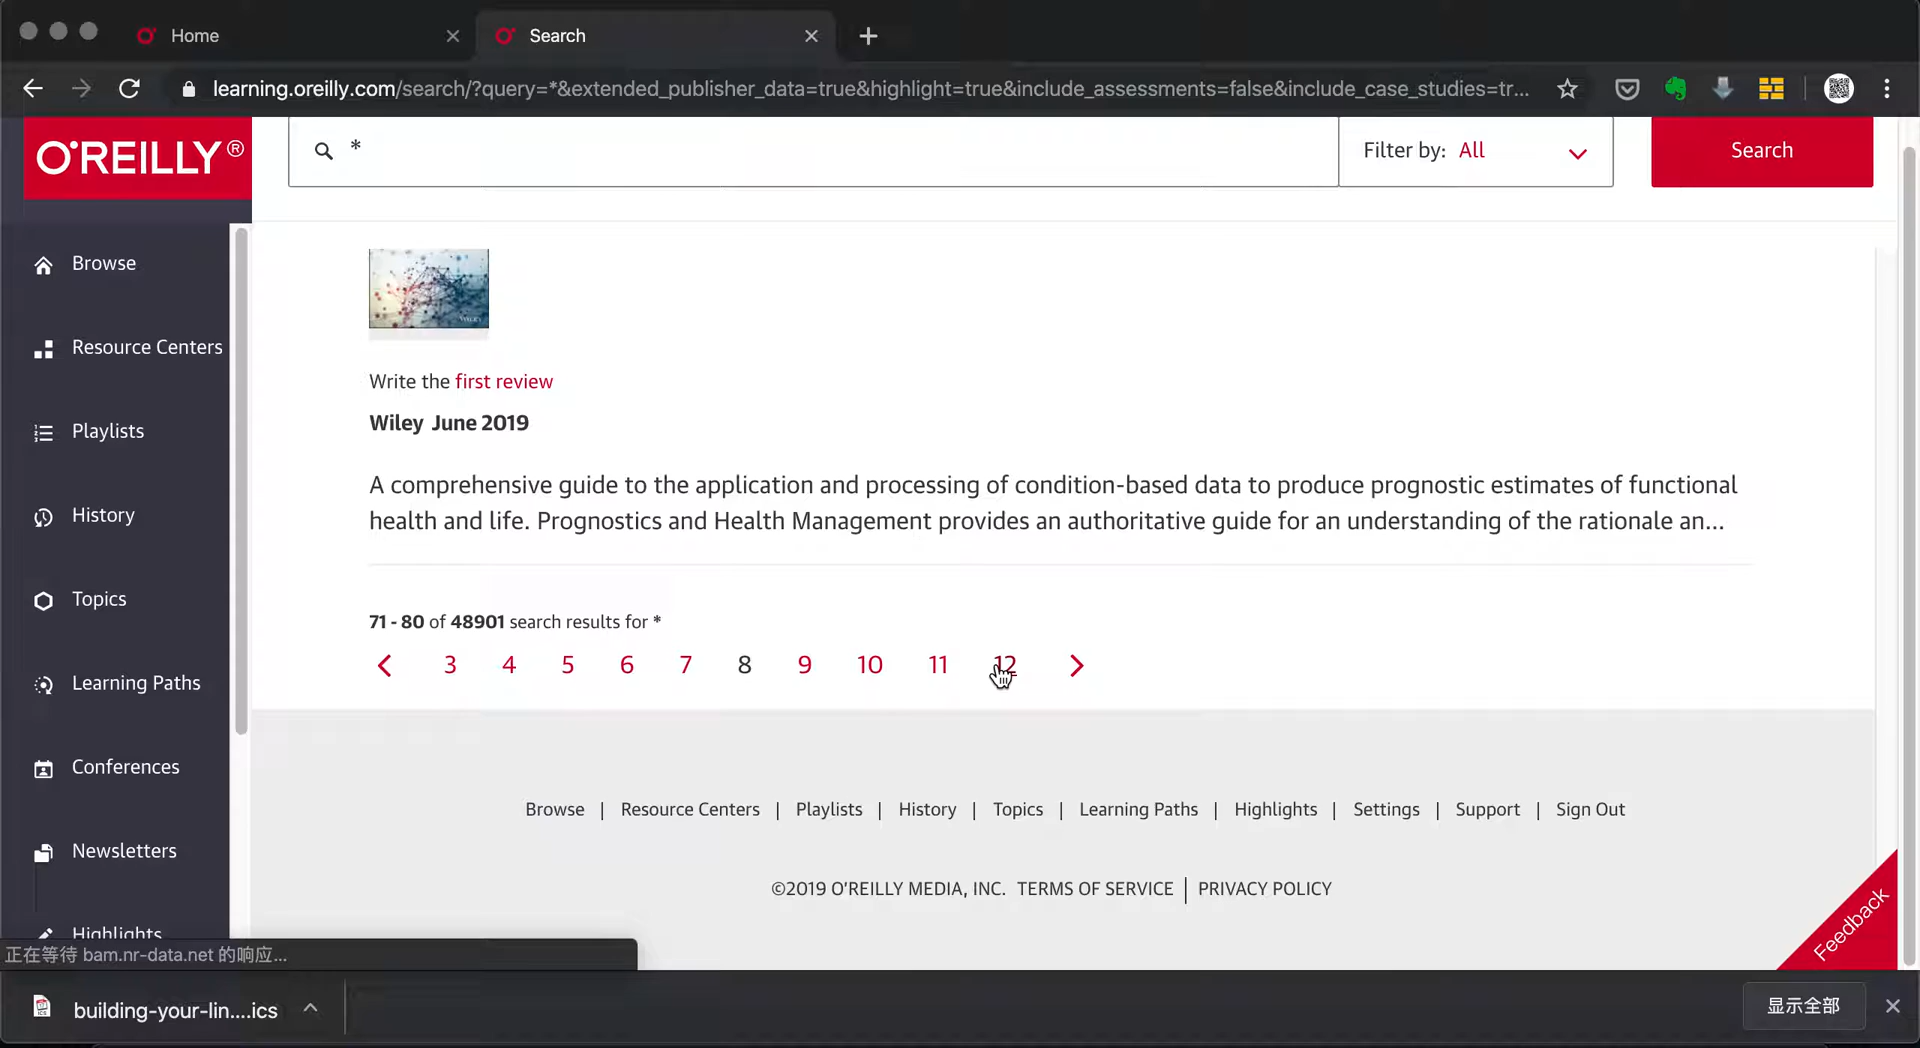 Home
Search
learning.oreilly.com/search/?query=*&extended_publisher_data=true&highlight=true&include_assessments=false&include_case_studies=tr...
O'REILLY®
*
Filter by: All
Search
Browse
Resource Centers
Playlists
History
Topics
Learning Paths
Conferences
Newsletters
Highlights
WILEY
Write the first review
Wiley June 2019
A comprehensive guide to the application and processing of condition-based data to produce prognostic estimates of functional
health and life. Prognostics and Health Management provides an authoritative guide for an understanding of the rationale an...
71 - 80 of 48901 search results for *
3 4 5 6 7 8 9 10 11 12
Browse | Resource Centers | Playlists | History | Topics | Learning Paths | Highlights | Settings | Support | Sign Out
©2019 O'REILLY MEDIA, INC. TERMS OF SERVICE | PRIVACY POLICY
Feedback
正在等待 bam.nr-data.net 的响应...
building-your-lin....ics
显示全部